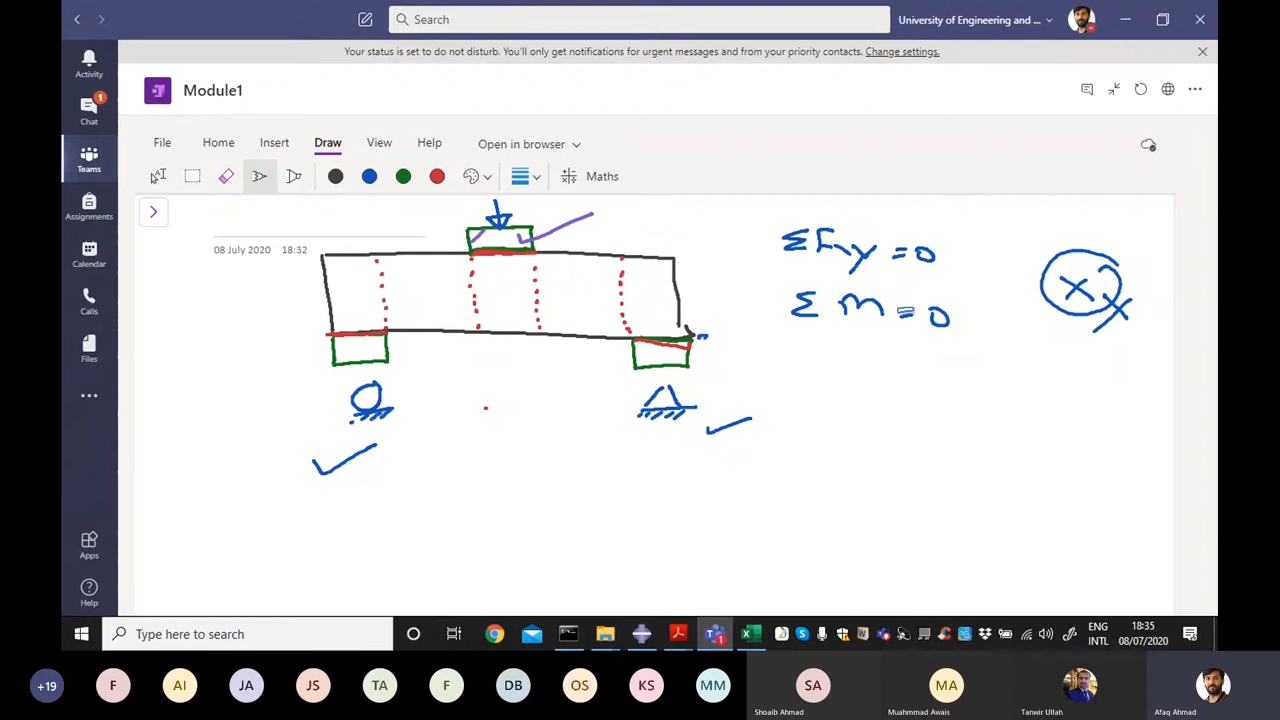 Search
University of Engineering and ...
Your status is set to do not disturb. You'll only get notifications for urgent messages and from your priority contacts. Change settings.
Activity
Chat
1
Teams
Assignments
Calendar
Calls
Files
Apps
Help
Module1
File Home Insert Draw View Help Open in browser
Maths
08 July 2020 18:32
ΣFy = 0
Σ M = 0
Type here to search
1
ENG
INTL
18:35
08/07/2020
+19 F AI JA JS TA F DB OS KS MM SA MA
Shoaib Ahmad
Muahmmad Awais
Tanwir Ullah
Afaq Ahmad